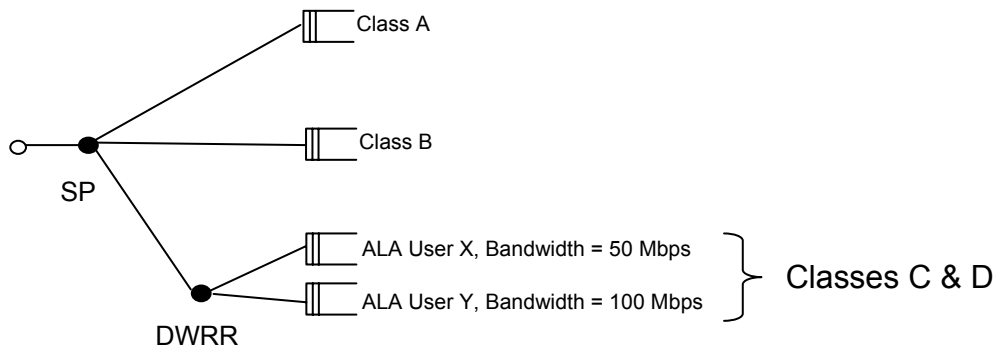 Class A
Class B
SP
ALA User X, Bandwidth = 50 Mbps
Classes C & D
ALA User Y, Bandwidth = 100 Mbps
DWRR